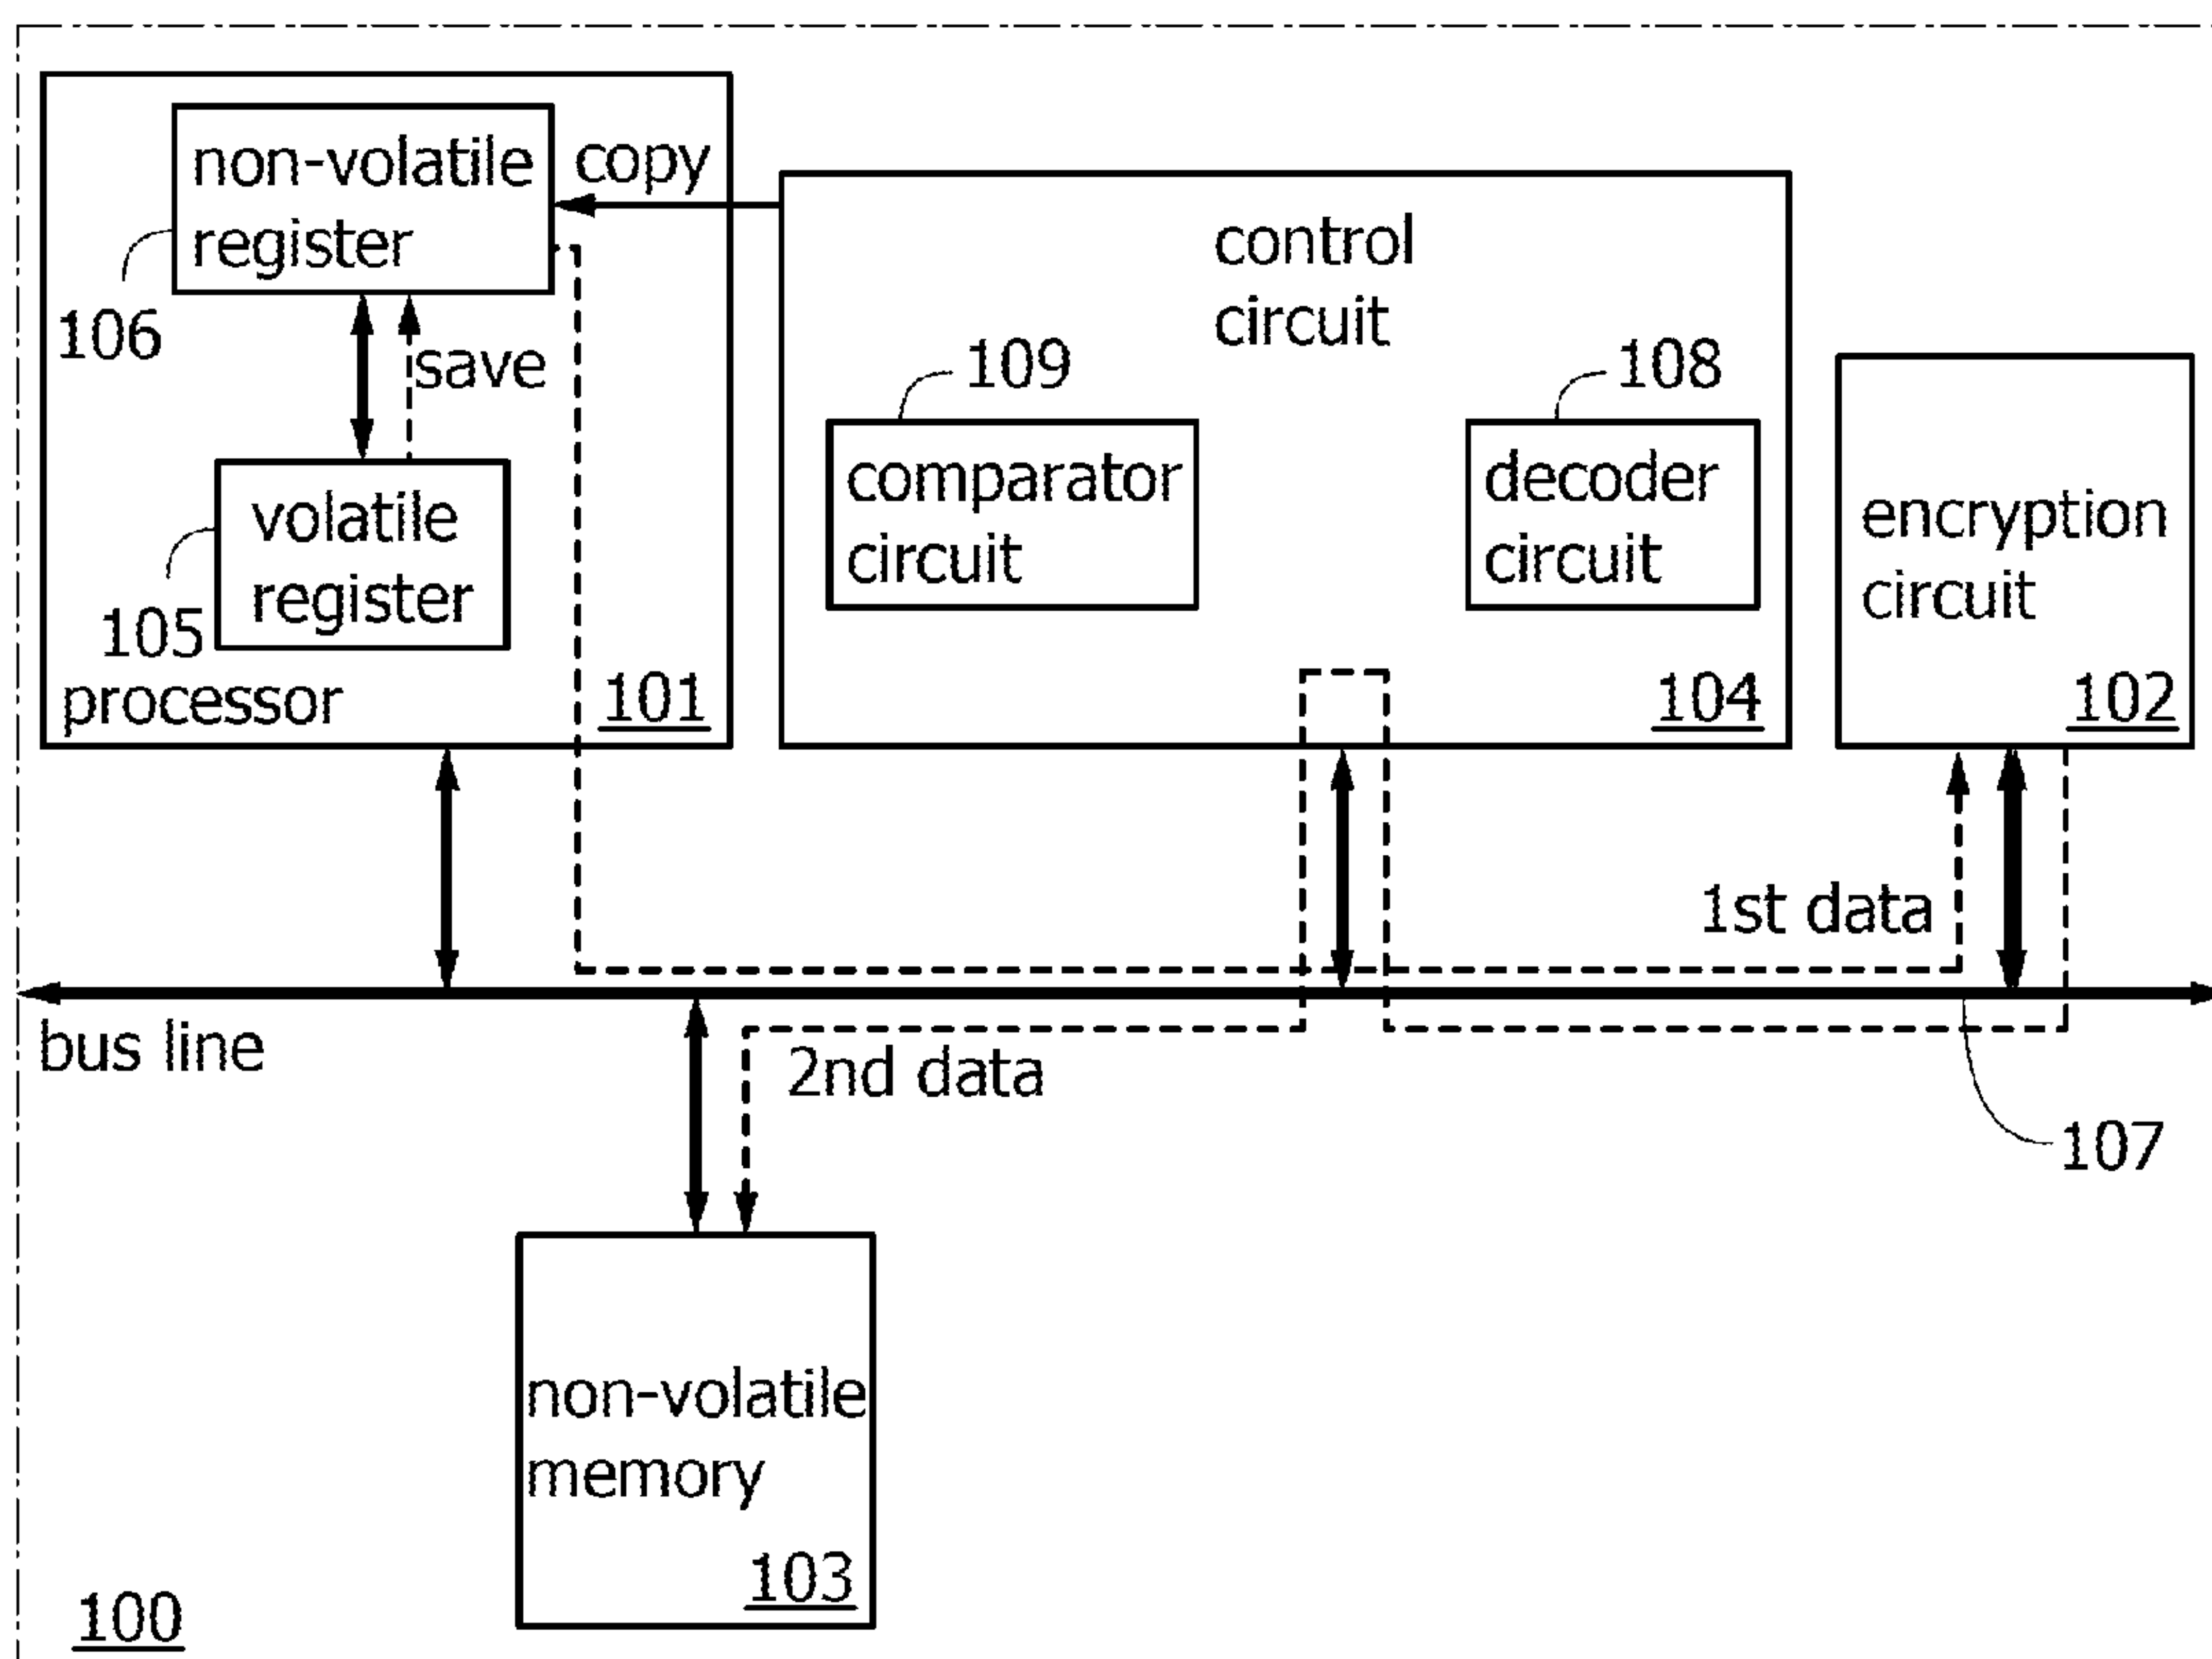 non-volatile
register
copy
106
save
volatile
register
105
processor
101
control
circuit
109
108
comparator
circuit
decoder
circuit
104
encryption
circuit
102
1st data
bus line
2nd data
107
non-volatile
memory
103
100